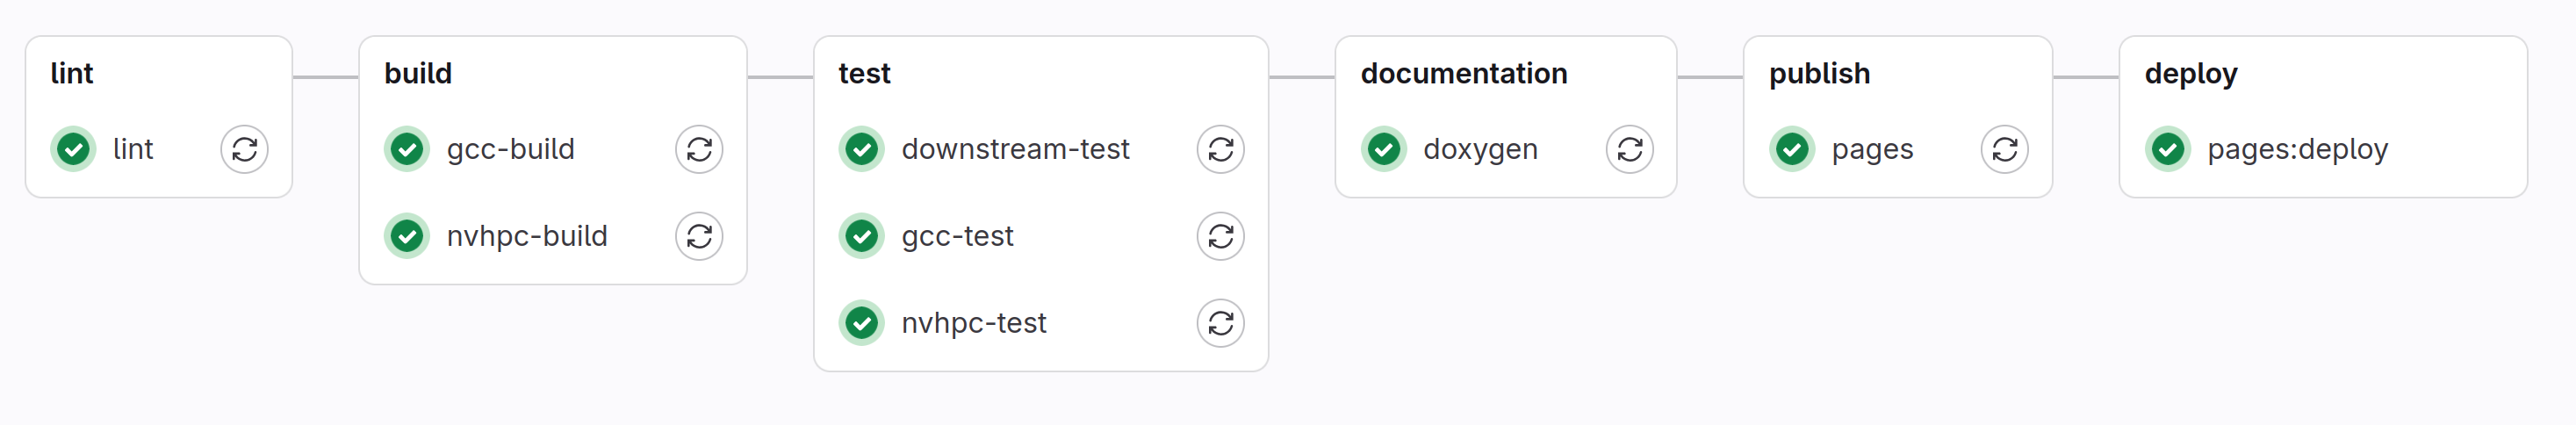 lint
lint
build
gcc-build
nvhpc-build
test
downstream-test
gcc-test
nvhpc-test
documentation
doxygen
publish
pages
deploy
pages:deploy